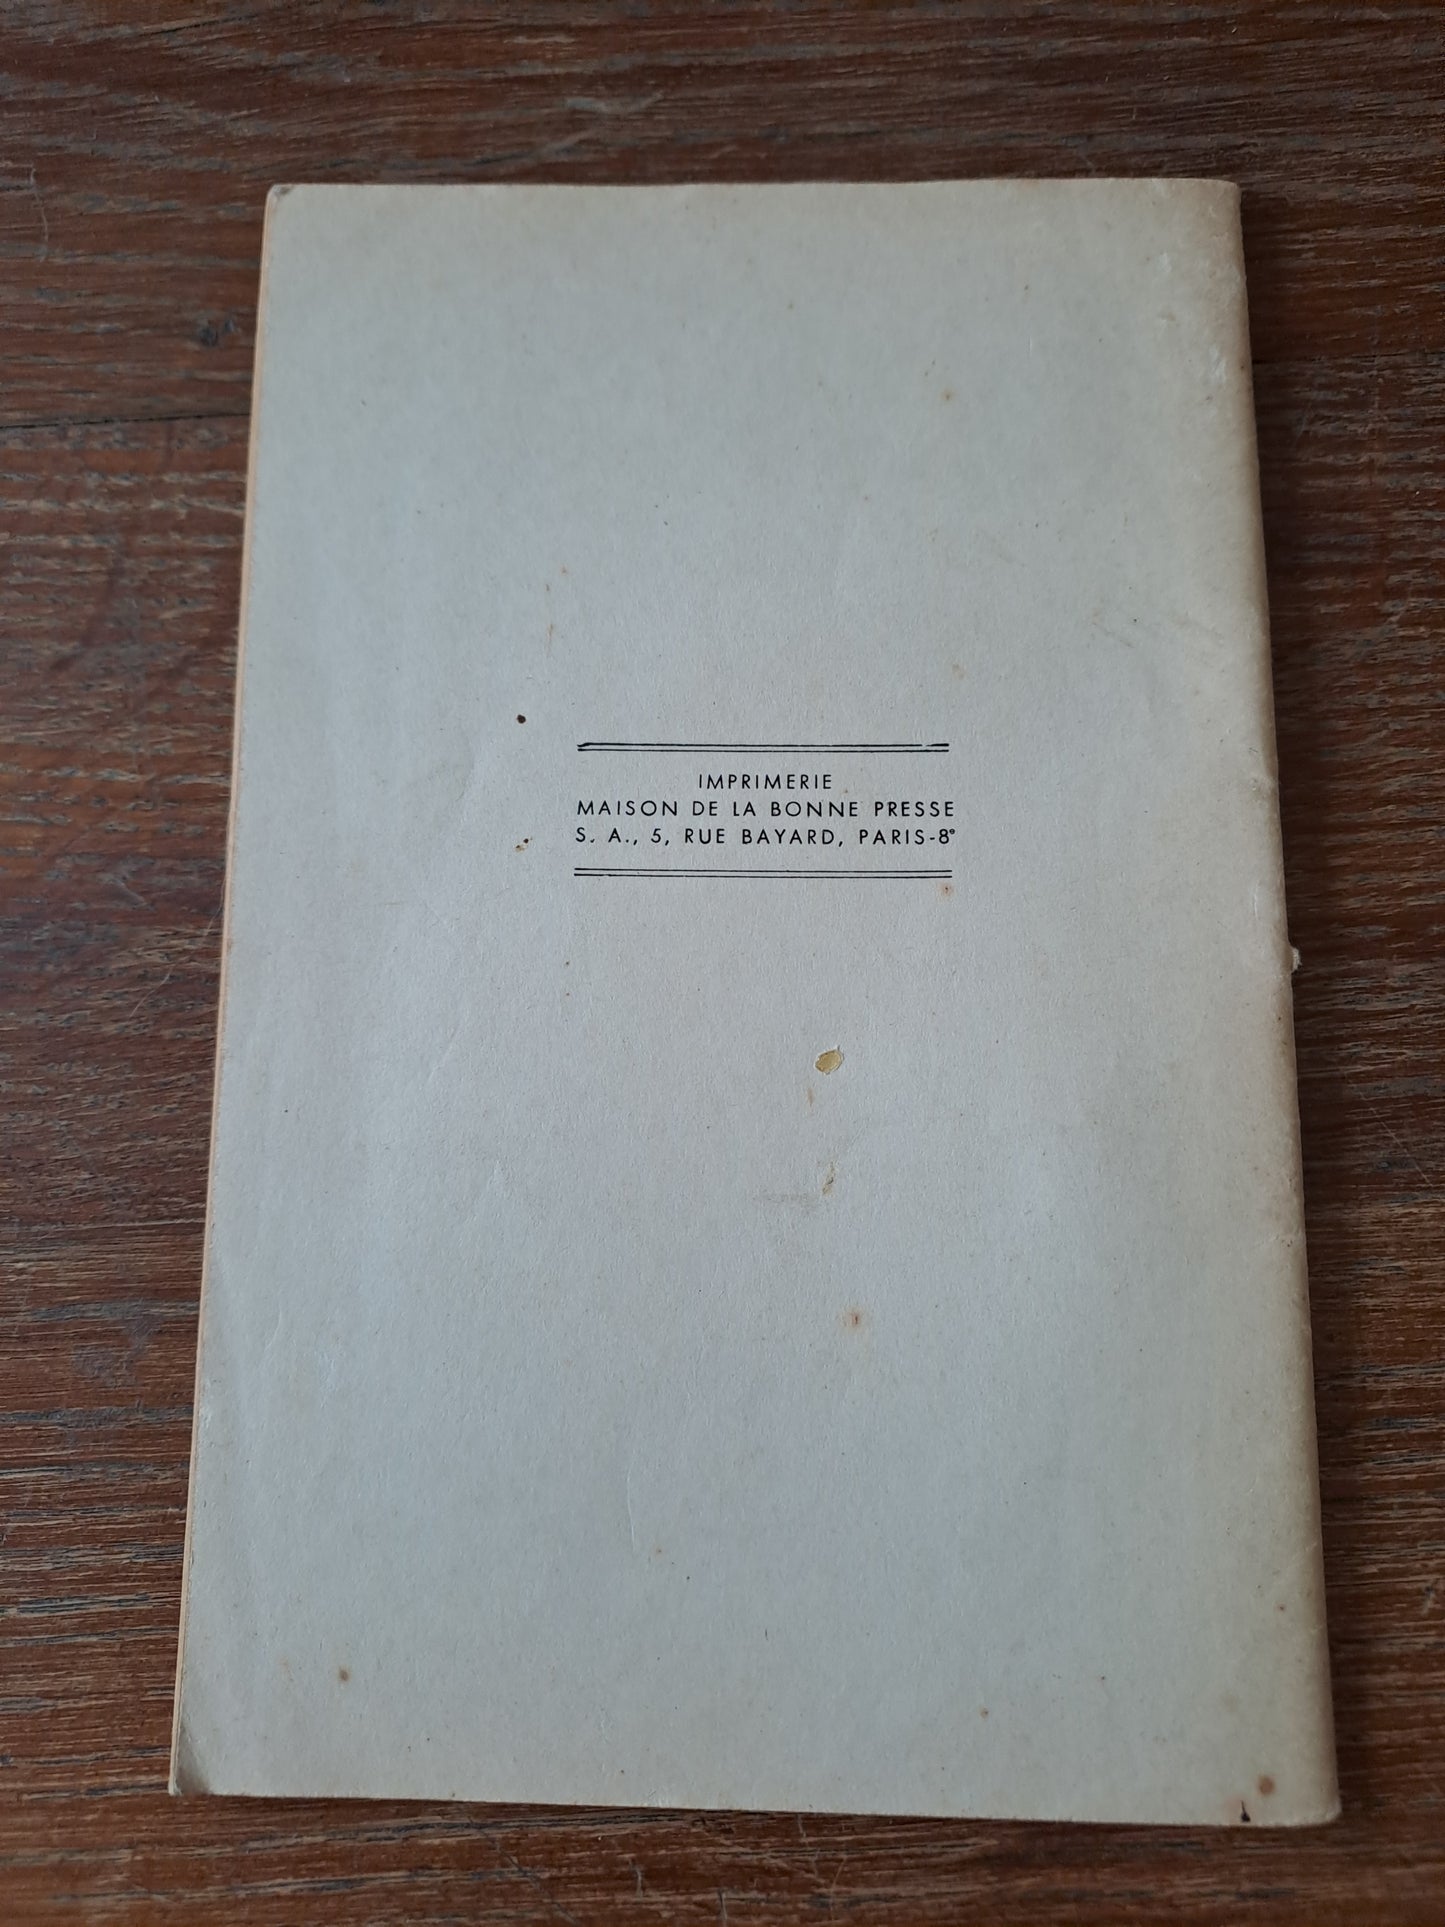 IMPRIMERIE
MAISON DE LA BONNE PRESSE
S. A., 5, RUE BAYARD, PARIS-8ᵉ